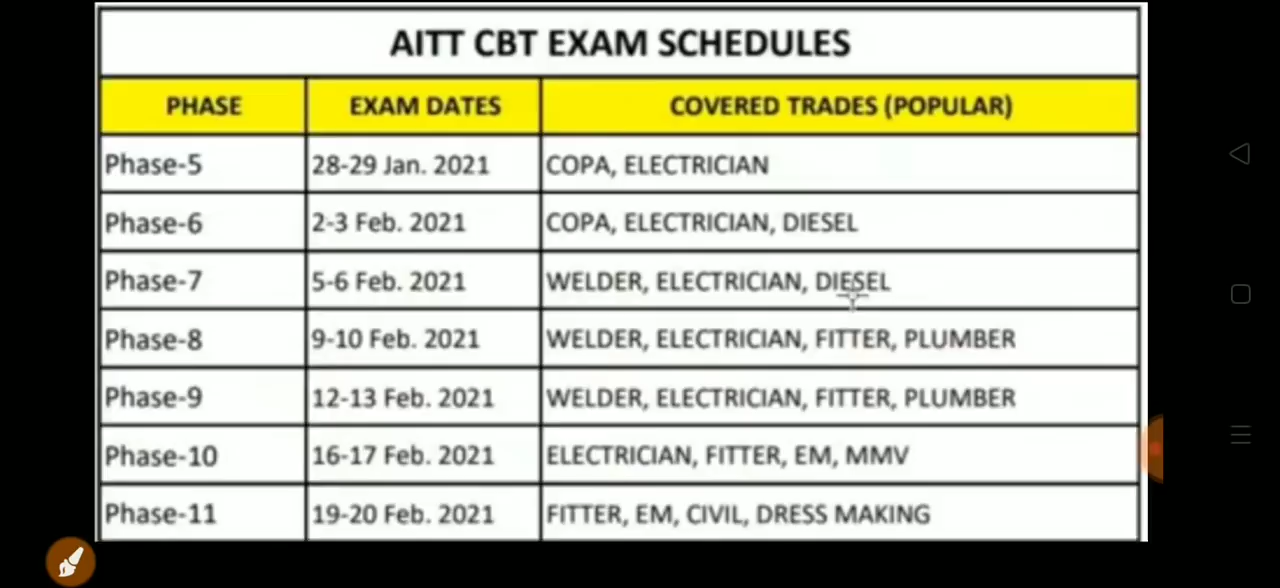 AITT CBT EXAM SCHEDULES
PHASE EXAM DATES COVERED TRADES (POPULAR)
Phase-5 28-29 Jan. 2021 COPA, ELECTRICIAN
Phase-6 2-3 Feb. 2021 COPA, ELECTRICIAN, DIESEL
Phase-7 5-6 Feb. 2021 WELDER, ELECTRICIAN, DIESEL
Phase-8 9-10 Feb. 2021 WELDER, ELECTRICIAN, FITTER, PLUMBER
Phase-9 12-13 Feb. 2021 WELDER, ELECTRICIAN, FITTER, PLUMBER
Phase-10 16-17 Feb. 2021 ELECTRICIAN, FITTER, EM, MMV
Phase-11 19-20 Feb. 2021 FITTER, EM, CIVIL, DRESS MAKING